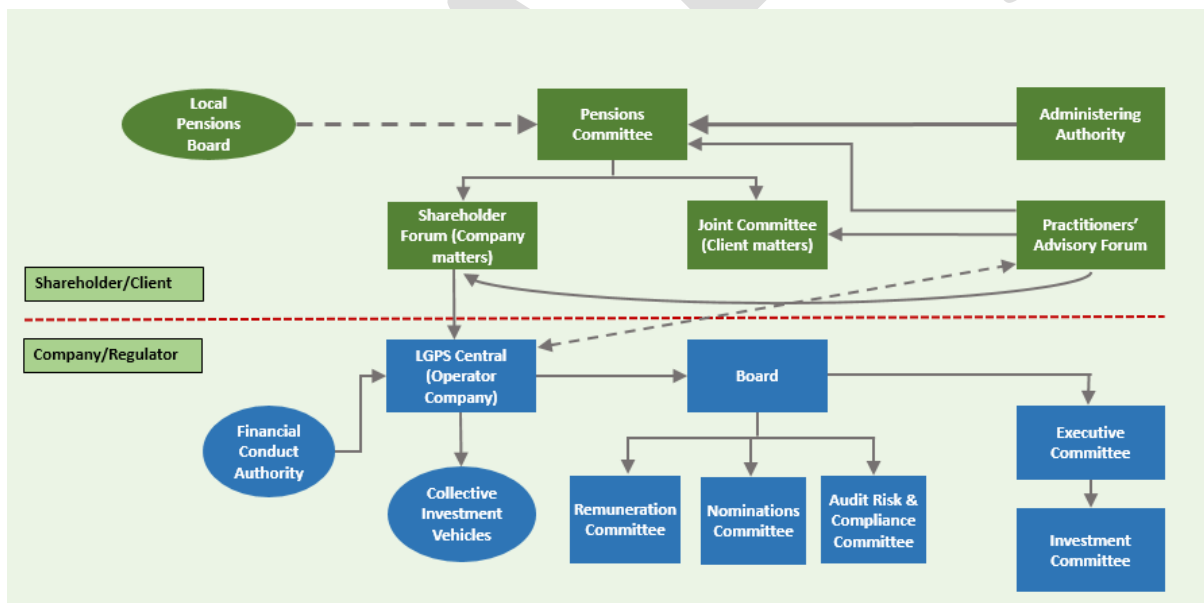 Local
Pensions
Board
Pensions
Committee
Administering
Authority
Shareholder
Forum (Company
matters)
Joint Committee
(Client matters)
Practitioners'
Advisory Forum
Shareholder/Client
Company/Regulator
LGPS Central
(Operator
Company)
Board
Financial
Conduct
Authority
Executive
Committee
Collective
Investment
Vehicles
Remuneration
Committee
Nominations
Committee
Audit Risk &
Compliance
Committee
Investment
Committee